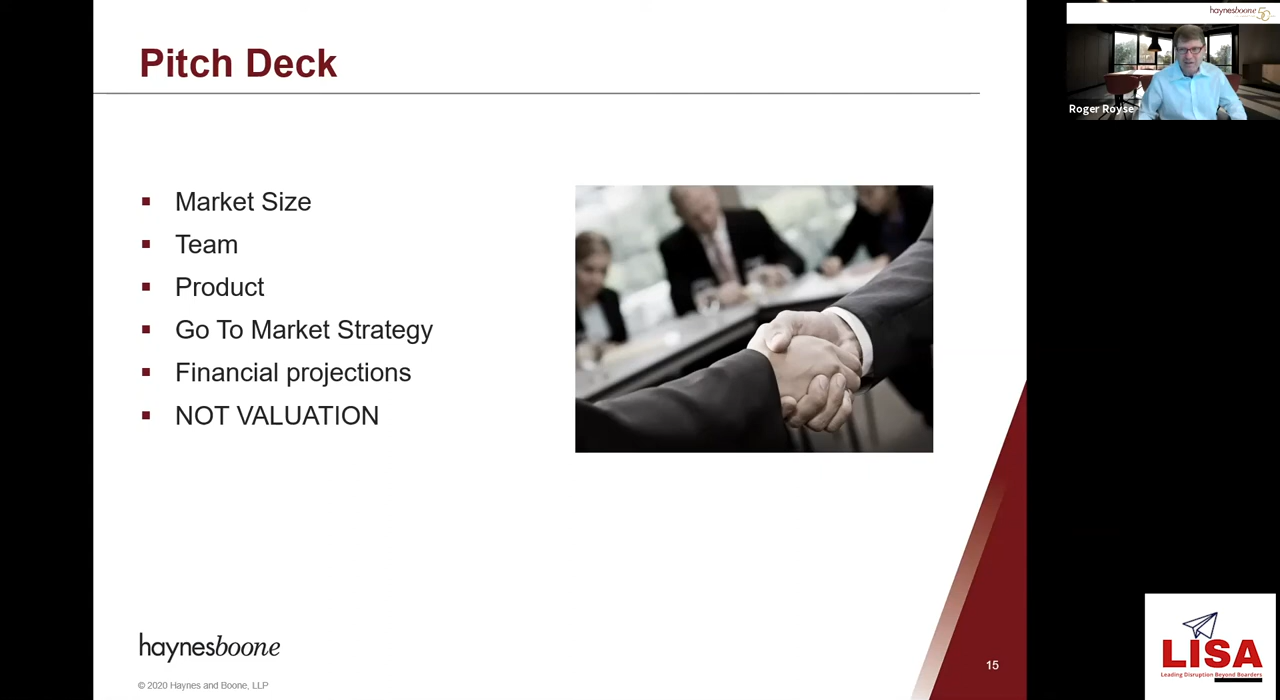 Pitch Deck
Market Size
Team
Product
Go To Market Strategy
Financial projections
NOT VALUATION
haynesboone
© 2020 Haynes and Boone, LLP
15
haynesboone 50
Roger Royse
LISA
Leading Disruption Beyond Boarders